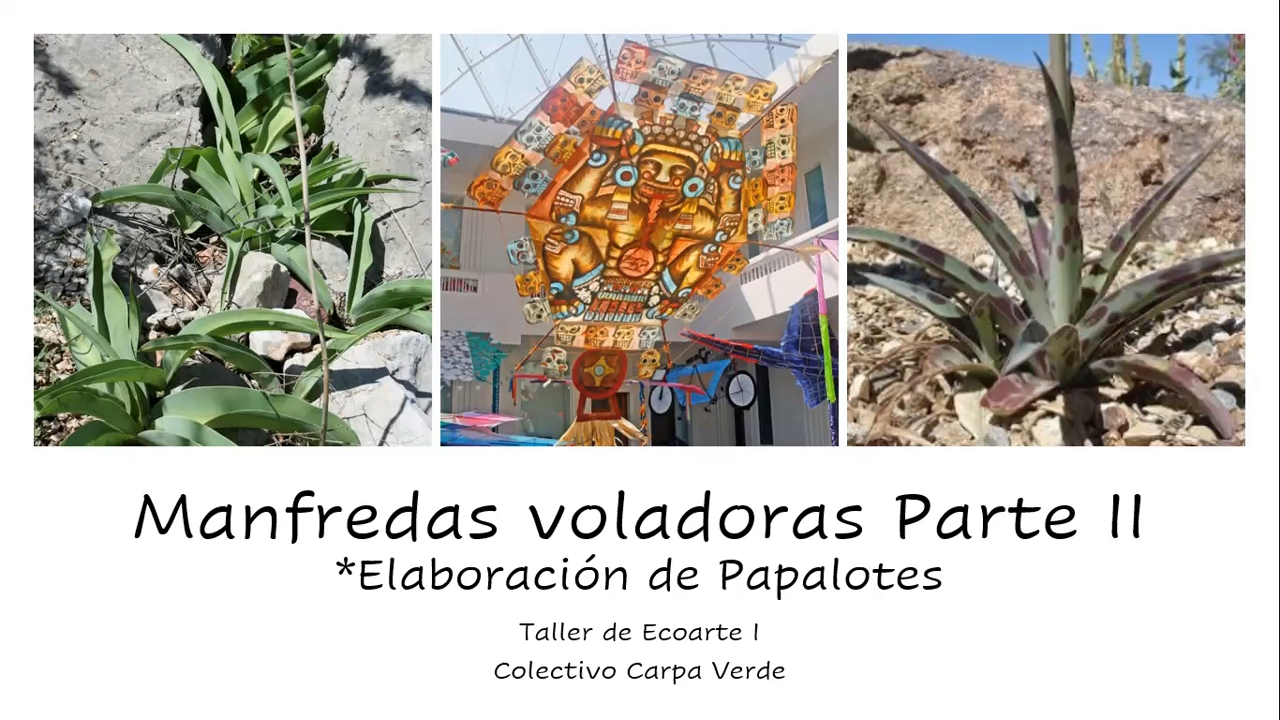 Manfredas voladoras Parte II
*Elaboración de Papalotes
Taller de Ecoarte I
Colectivo Carpa Verde